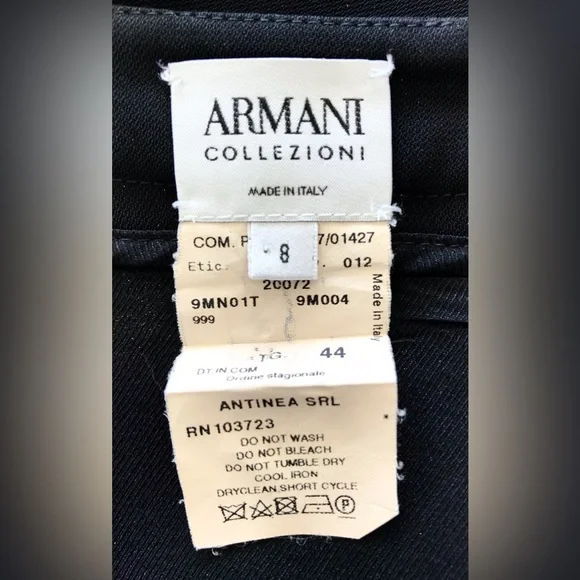 ARMANI
COLLEZIONI
MADE IN ITALY
8
COM. 7/01427
Etic. 012
20072
9MN01T 9M004
999
Made in Italy
TG. 44
DT IN COM
Ordine stagionale
ANTINEA SRL
RN103723
DO NOT WASH
DO NOT BLEACH
DO NOT TUMBLE DRY
COOL IRON
DRYCLEAN.SHORT CYCLE
P